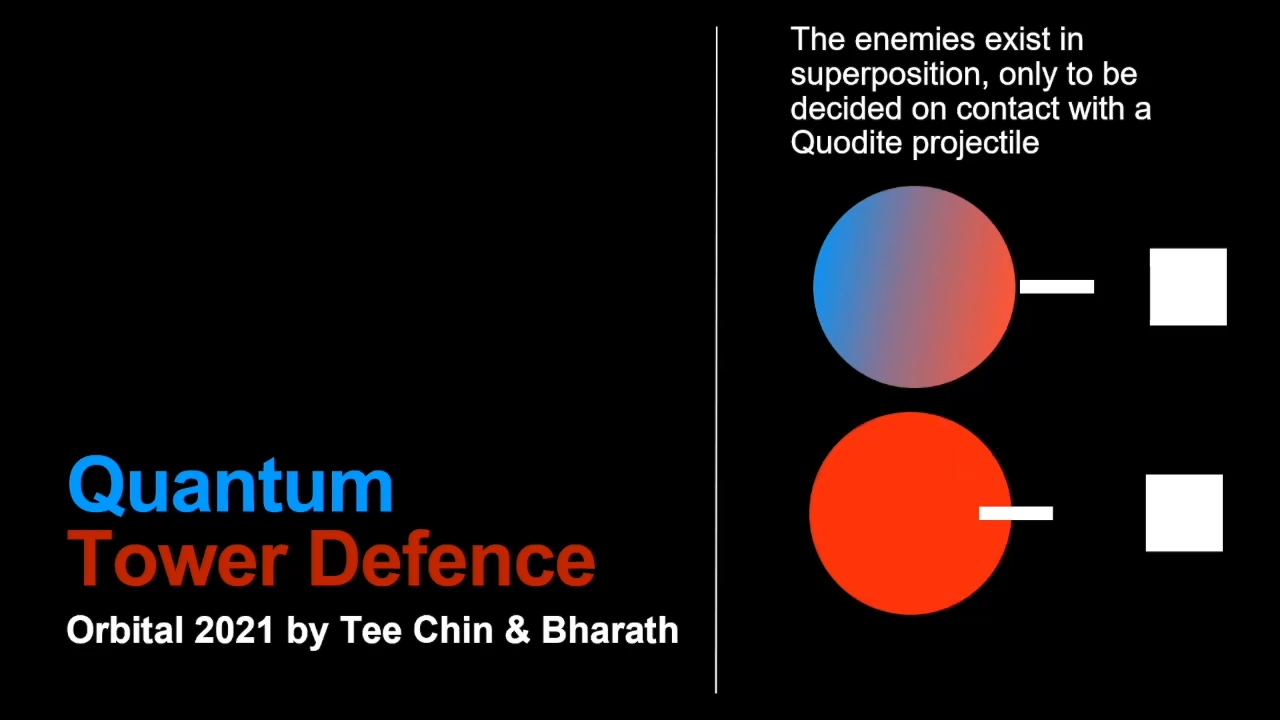 Quantum
Tower Defence
Orbital 2021 by Tee Chin & Bharath
The enemies exist in
superposition, only to be
decided on contact with a
Quodite projectile